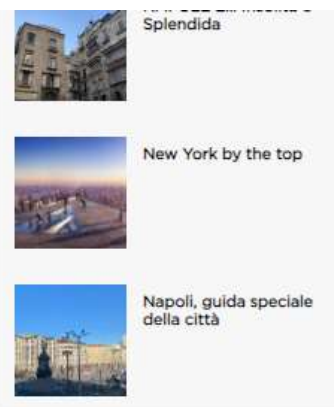 Splendida
New York by the top
Napoli, guida speciale
della città